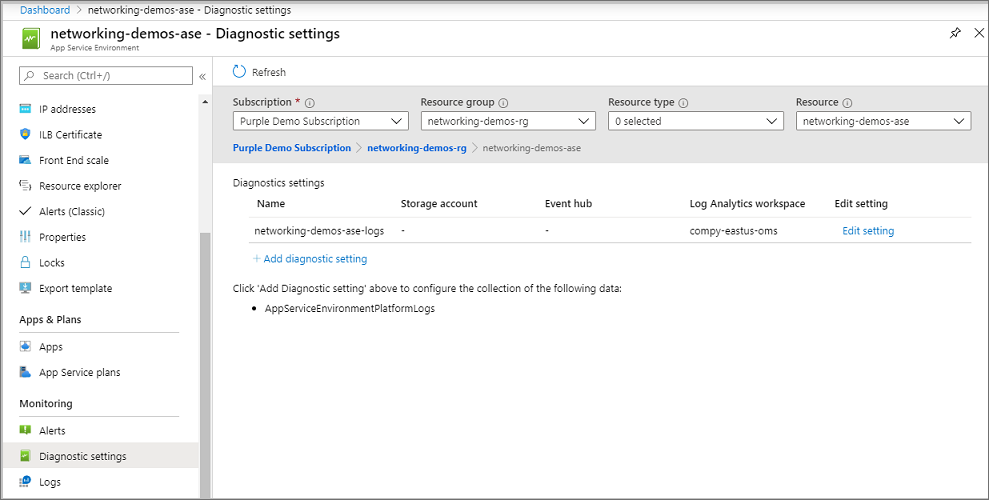 Dashboard > networking-demos-ase - Diagnostic settings
networking-demos-ase - Diagnostic settings
App Service Environment
Search (Ctrl+/)
«
IP addresses
ILB Certificate
Front End scale
Resource explorer
Alerts (Classic)
Properties
Locks
Export template
Apps & Plans
Apps
App Service plans
Monitoring
Alerts
Diagnostic settings
Logs
Refresh
Subscription * Resource group Resource type Resource
Purple Demo Subscription networking-demos-rg 0 selected networking-demos-ase
Purple Demo Subscription > networking-demos-rg > networking-demos-ase
Diagnostics settings
Name Storage account Event hub Log Analytics workspace Edit setting
networking-demos-ase-logs - - compy-eastus-oms Edit setting
+ Add diagnostic setting
Click 'Add Diagnostic setting' above to configure the collection of the following data:
• AppServiceEnvironmentPlatformLogs